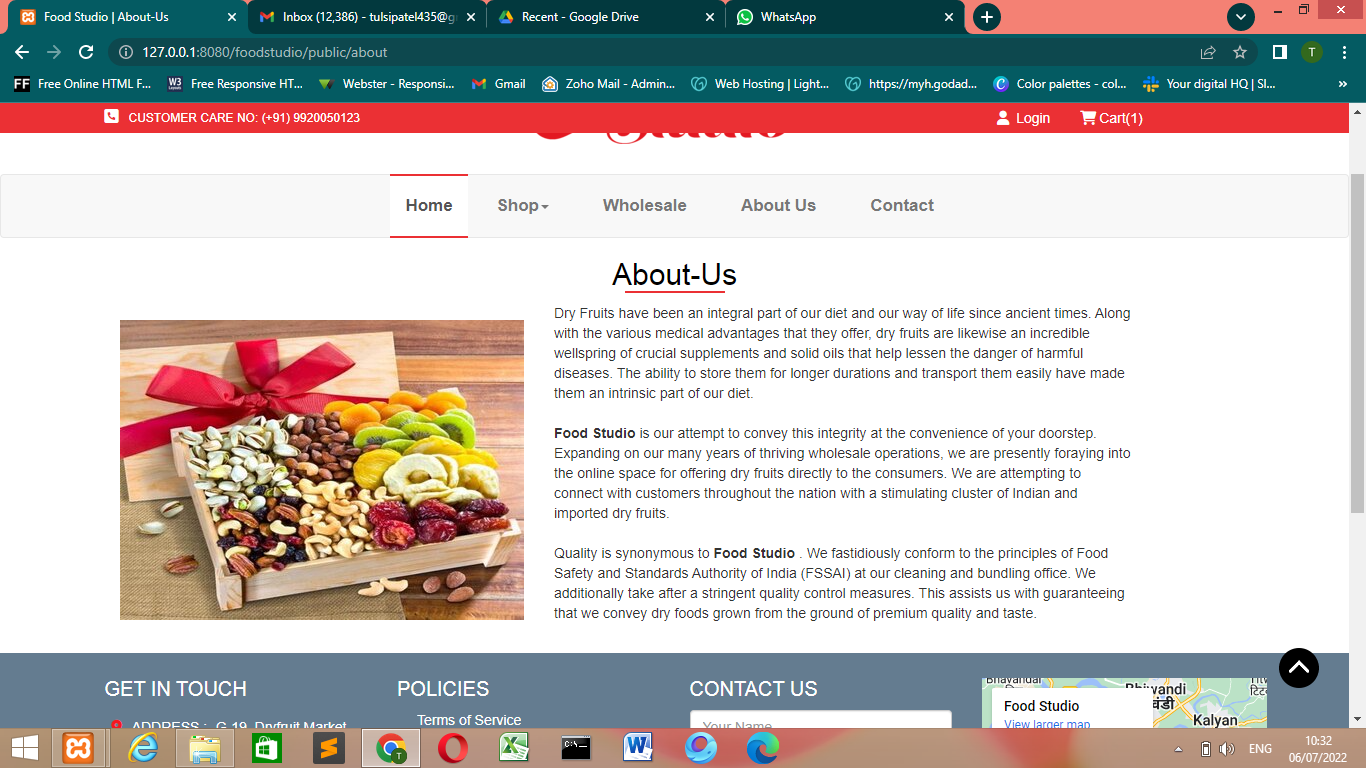 Food Studio | About-Us
Inbox (12,386) - tulsipatel435@g
Recent - Google Drive
WhatsApp
127.0.0.1:8080/foodstudio/public/about
T
FF Free Online HTML F...
W3 Free Responsive HT...
Webster - Responsi...
Gmail
Zoho Mail - Admin...
Web Hosting | Light...
https://myh.godad...
Color palettes - col...
Your digital HQ | Sl...
»
CUSTOMER CARE NO: (+91) 9920050123
Login
Cart(1)
Home
Shop
Wholesale
About Us
Contact
About-Us
Dry Fruits have been an integral part of our diet and our way of life since ancient times. Along
with the various medical advantages that they offer, dry fruits are likewise an incredible
wellspring of crucial supplements and solid oils that help lessen the danger of harmful
diseases. The ability to store them for longer durations and transport them easily have made
them an intrinsic part of our diet.
Food Studio is our attempt to convey this integrity at the convenience of your doorstep.
Expanding on our many years of thriving wholesale operations, we are presently foraying into
the online space for offering dry fruits directly to the consumers. We are attempting to
connect with customers throughout the nation with a stimulating cluster of Indian and
imported dry fruits.
Quality is synonymous to Food Studio . We fastidiously conform to the principles of Food
Safety and Standards Authority of India (FSSAI) at our cleaning and bundling office. We
additionally take after a stringent quality control measures. This assists us with guaranteeing
that we convey dry foods grown from the ground of premium quality and taste.
GET IN TOUCH
ADDRESS : G-19, Dryfruit Market
POLICIES
Terms of Service
CONTACT US
Your Name
Food Studio
View larger map
Bhiwandi
Kalyan
ENG
10:32
06/07/2022